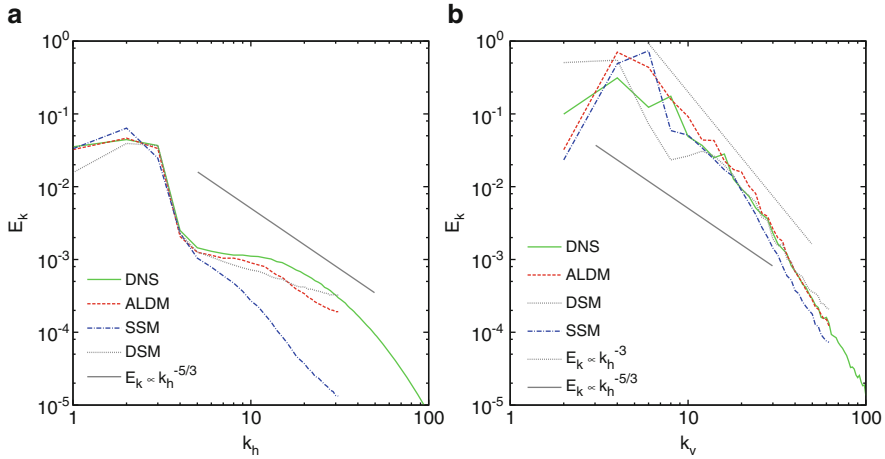 a
10^0
10^-1
10^-2
10^-3
10^-4
10^-5
E_k
DNS
ALDM
SSM
DSM
E_k ∝ k_h^-5/3
1
10
100
k_h
b
10^0
10^-1
10^-2
10^-3
10^-4
10^-5
E_k
DNS
ALDM
DSM
SSM
E_k ∝ k_h^-3
E_k ∝ k_h^-5/3
1
10
100
k_v